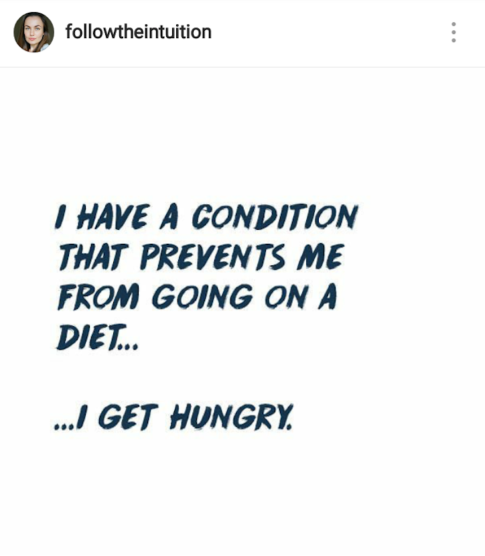 followtheintuition
I HAVE A CONDITION
THAT PREVENTS ME
FROM GOING ON A
DIET...
...I GET HUNGRY.